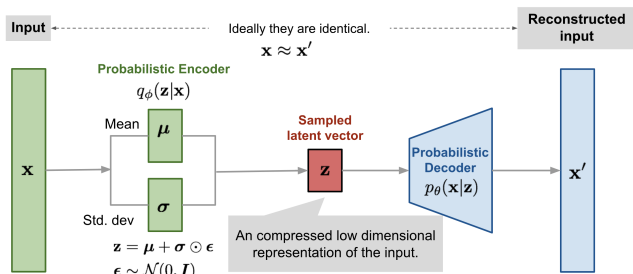 Input
Ideally they are identical.
x ≈ x′
Reconstructed
input
Probabilistic Encoder
qϕ(z|x)
Mean
μ
x
Std. dev
σ
z = μ + σ ⊙ ϵ
ϵ ∼ 𝒩(0, I)
Sampled
latent vector
z
An compressed low dimensional
representation of the input.
Probabilistic
Decoder
pθ(x|z)
x′